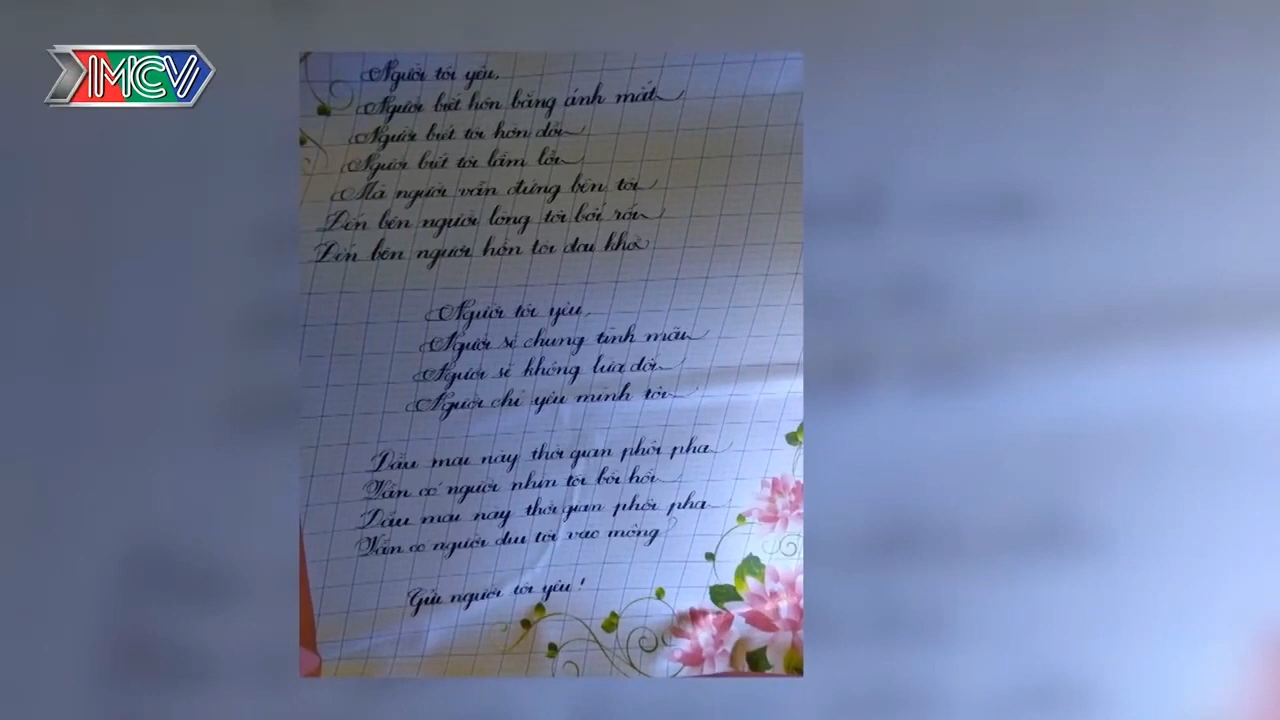 MCV
Người tôi yêu,
Người biết hôn bằng ánh mắt
Người biết tôi hờn dỗi
Người biết tôi lầm lỗi
Mà người vẫn đứng bên tôi
Đến bên người lòng tôi bối rối
Đến bên người hồn tôi đau khổ
Người tôi yêu,
Người sẽ chung tình mãi
Người sẽ không lừa dối
Người chỉ yêu mình tôi
Dẫu mai này thời gian phôi pha
Vẫn có người nhìn tôi bồi hồi
Dẫu mai này thời gian phôi pha
Vẫn có người dìu tôi vào mộng
Gửi người tôi yêu!